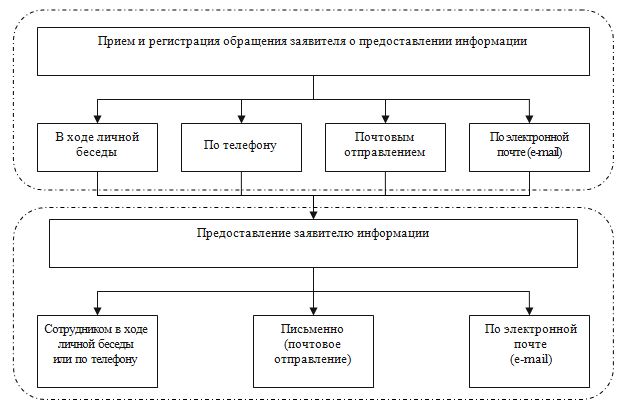 Прием и регистрация обращения заявителя о предоставлении информации
В ходе личной
беседы
По телефону
Почтовым
отправлением
По электронной
почте (e-mail)
Предоставление заявителю информации
Сотрудником в ходе
личной беседы
или по телефону
Письменно
(почтовое
отправление)
По электронной
почте
(e-mail)